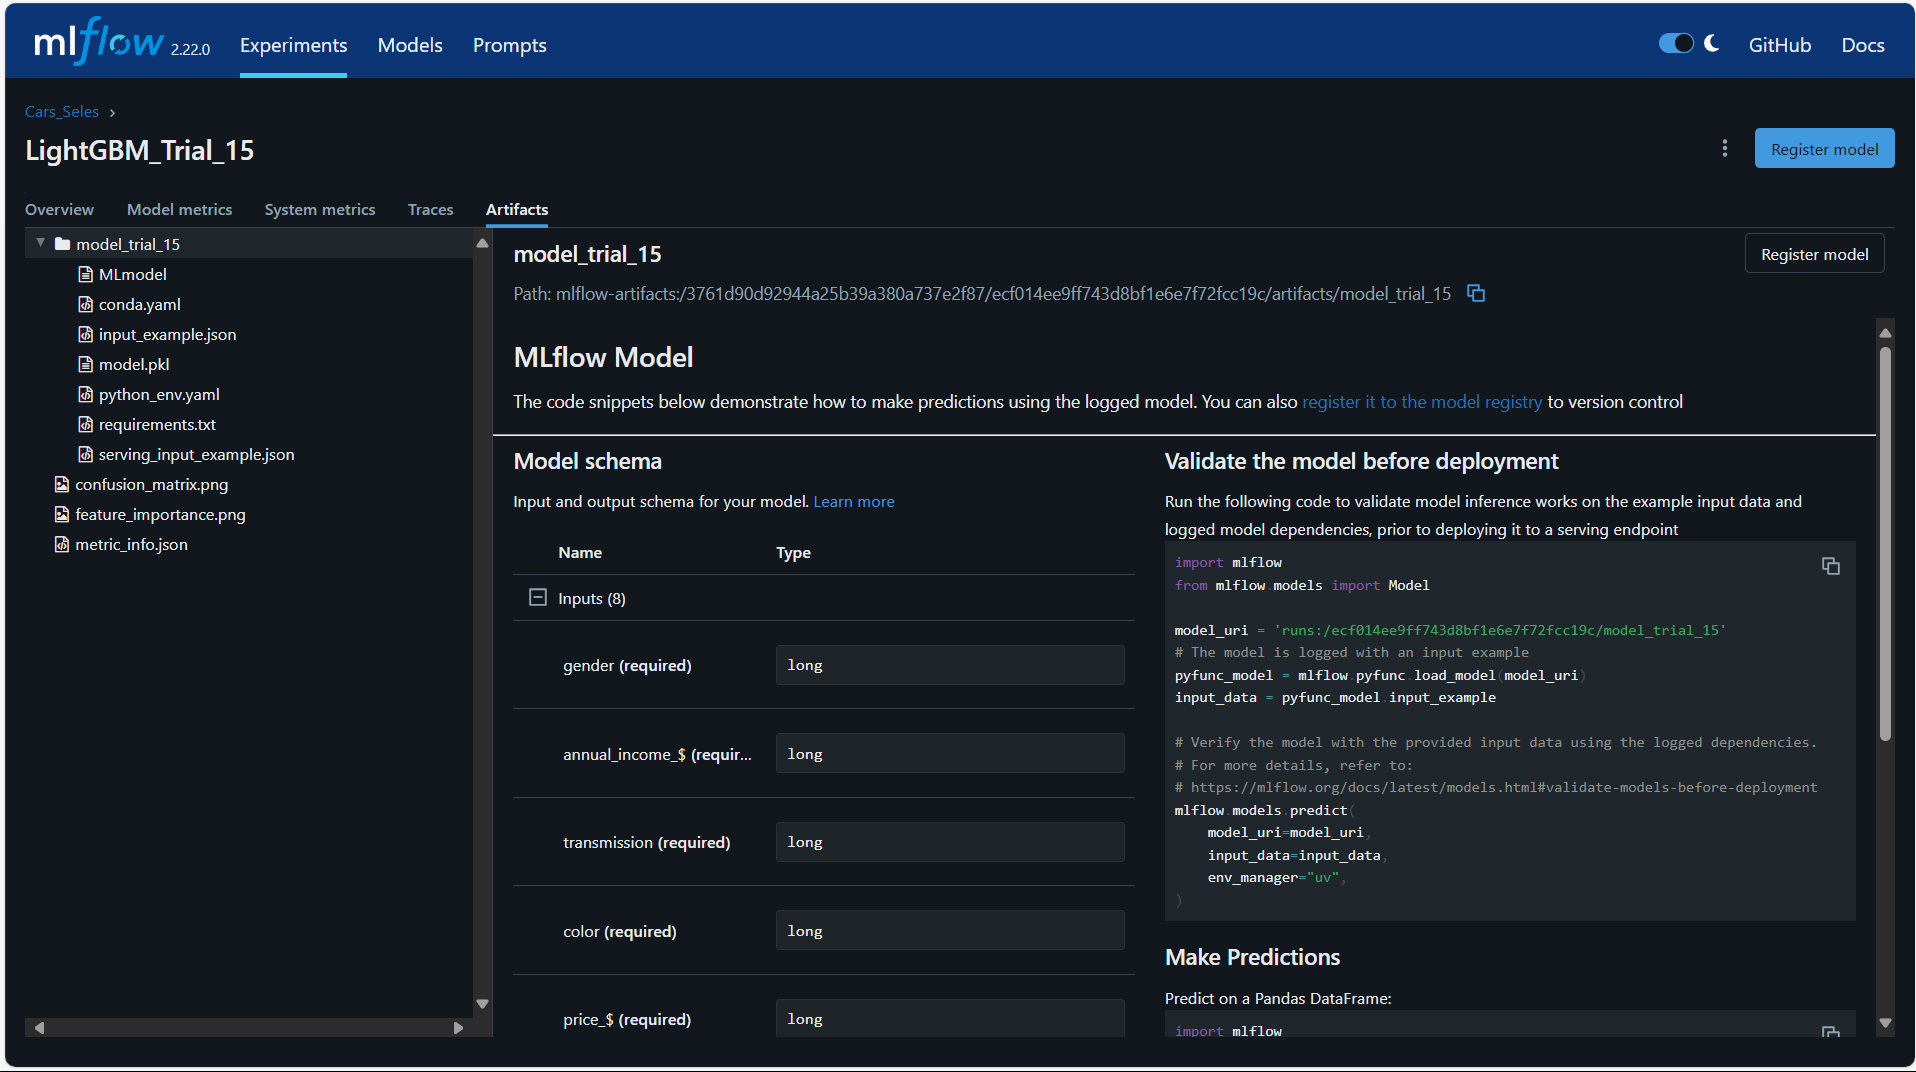 mlflow 2.22.0 Experiments Models Prompts GitHub Docs
Cars_Seles
LightGBM_Trial_15
Register model
Overview Model metrics System metrics Traces Artifacts
model_trial_15
MLmodel
conda.yaml
input_example.json
model.pkl
python_env.yaml
requirements.txt
serving_input_example.json
confusion_matrix.png
feature_importance.png
metric_info.json
model_trial_15
Register model
Path: mlflow-artifacts:/3761d90d92944a25b39a380a737e2f87/ecf014ee9ff743d8bf1e6e7f72fcc19c/artifacts/model_trial_15
MLflow Model
The code snippets below demonstrate how to make predictions using the logged model. You can also register it to the model registry to version control
Model schema
Input and output schema for your model. Learn more
Name Type
Inputs (8)
gender (required) long
annual_income_$ (requir... long
transmission (required) long
color (required) long
price_$ (required) long
Validate the model before deployment
Run the following code to validate model inference works on the example input data and
logged model dependencies, prior to deploying it to a serving endpoint
import mlflow
from mlflow.models import Model
model_uri = 'runs:/ecf014ee9ff743d8bf1e6e7f72fcc19c/model_trial_15'
# The model is logged with an input example
pyfunc_model = mlflow.pyfunc.load_model(model_uri)
input_data = pyfunc_model.input_example
# Verify the model with the provided input data using the logged dependencies.
# For more details, refer to:
# https://mlflow.org/docs/latest/models.html#validate-models-before-deployment
mlflow.models.predict(
model_uri=model_uri,
input_data=input_data,
env_manager="uv",
)
Make Predictions
Predict on a Pandas DataFrame:
import mlflow